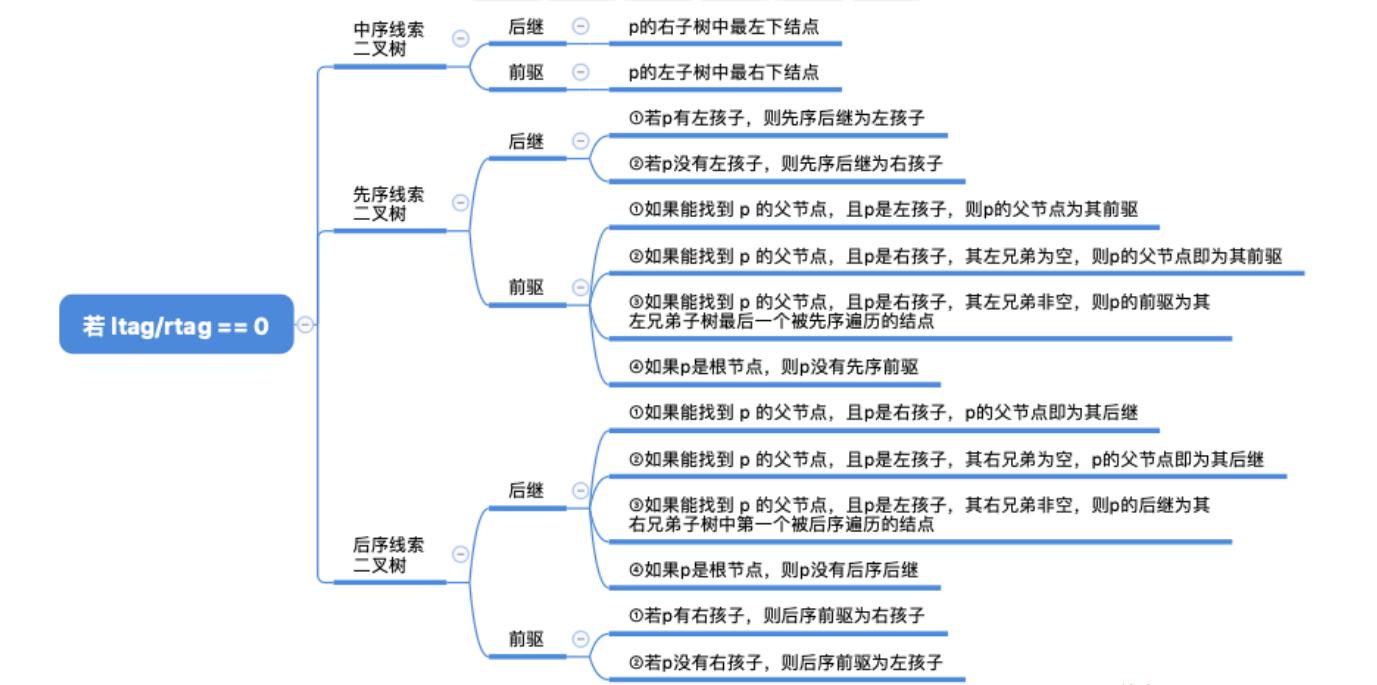 中序线索
二叉树
后继
p的右子树中最左下结点
前驱
p的左子树中最右下结点
先序线索
二叉树
后继
①若p有左孩子，则先序后继为左孩子
②若p没有左孩子，则先序后继为右孩子
前驱
①如果能找到 p 的父节点，且p是左孩子，则p的父节点为其前驱
②如果能找到 p 的父节点，且p是右孩子，其左兄弟为空，则p的父节点即为其前驱
③如果能找到 p 的父节点，且p是右孩子，其左兄弟非空，则p的前驱为其
左兄弟子树最后一个被先序遍历的结点
④如果p是根节点，则p没有先序前驱
若 ltag/rtag == 0
后序线索
二叉树
后继
①如果能找到 p 的父节点，且p是右孩子，p的父节点即为其后继
②如果能找到 p 的父节点，且p是左孩子，其右兄弟为空，p的父节点即为其后继
③如果能找到 p 的父节点，且p是左孩子，其右兄弟非空，则p的后继为其
右兄弟子树中第一个被后序遍历的结点
④如果p是根节点，则p没有后序后继
前驱
①若p有右孩子，则后序前驱为右孩子
②若p没有右孩子，则后序前驱为左孩子